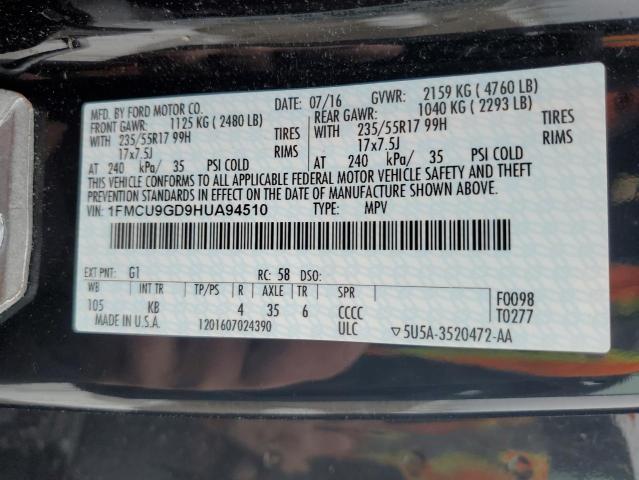 MFD. BY FORD MOTOR CO. DATE: 07/16 GVWR: 2159 KG ( 4760 LB)
FRONT GAWR: 1125 KG ( 2480 LB) REAR GAWR: 1040 KG ( 2293 LB)
WITH 235/55R17 99H TIRES WITH 235/55R17 99H TIRES
17x7.5J RIMS 17x7.5J RIMS
AT 240 kPa/ 35 PSI COLD AT 240 kPa/ 35 PSI COLD
THIS VEHICLE CONFORMS TO ALL APPLICABLE FEDERAL MOTOR VEHICLE SAFETY AND THEFT
PREVENTION STANDARDS IN EFFECT ON THE DATE OF MANUFACTURE SHOWN ABOVE.
VIN: 1FMCU9GD9HUA94510 TYPE: MPV
EXT PNT: G1 RC: 58 DSO:
WB INT TR TP/PS R AXLE TR SPR F0098
105 KB 4 35 6 CCCC T0277
MADE IN U.S.A. 1201607024390 ULC ▽5U5A-3520472-AA